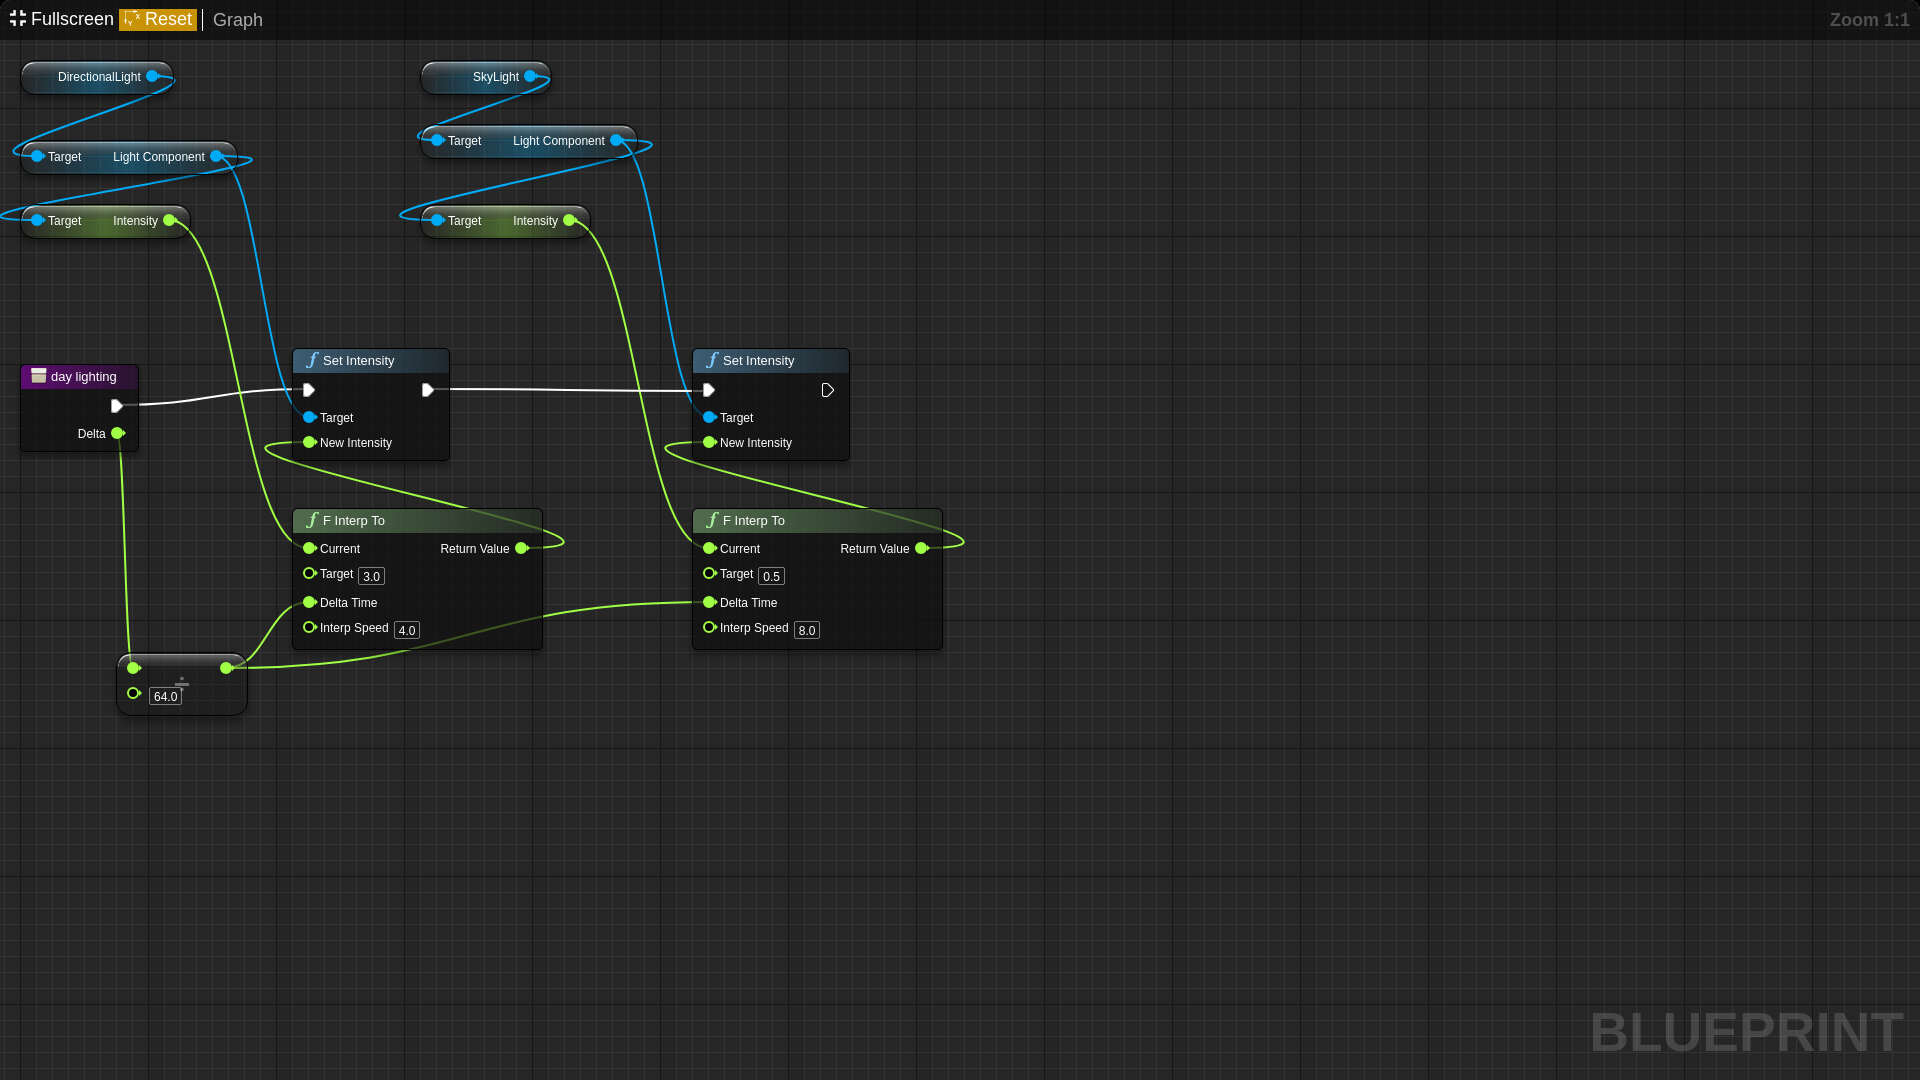 Fullscreen Reset Graph Zoom 1:1
DirectionalLight
SkyLight
Target Light Component
Target Light Component
Target Intensity
Target Intensity
day lighting
Delta
Set Intensity
Target
New Intensity
Set Intensity
Target
New Intensity
F Interp To
Current Return Value
Target 3.0
Delta Time
Interp Speed 4.0
F Interp To
Current Return Value
Target 0.5
Delta Time
Interp Speed 8.0
÷
64.0
BLUEPRINT